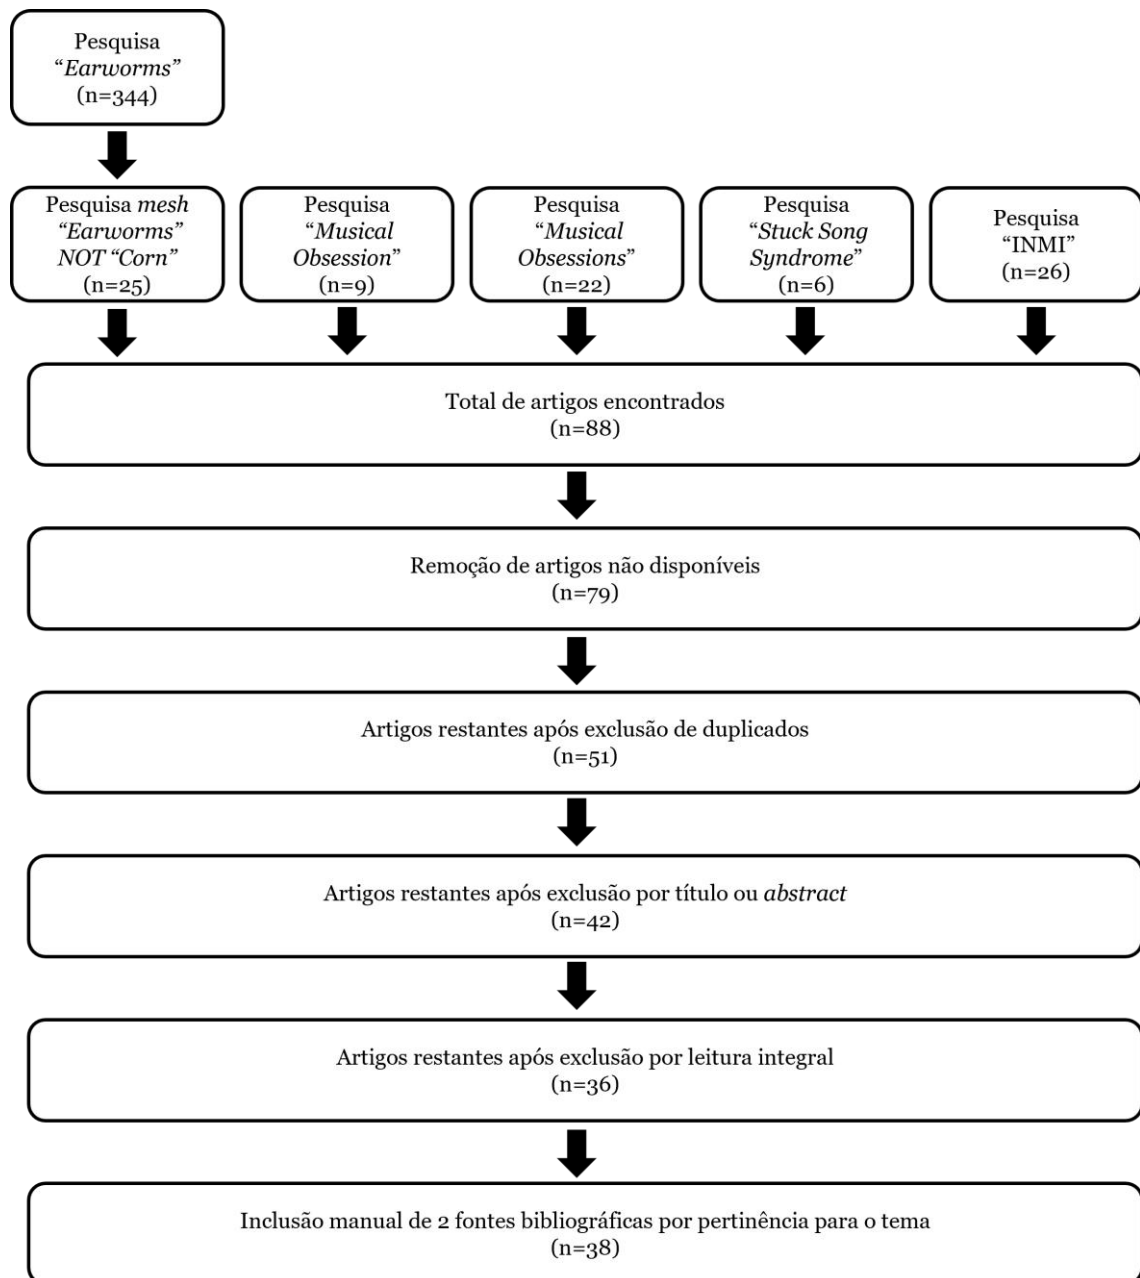 Pesquisa
“Earworms”
(n=344)
Pesquisa mesh
“Earworms”
NOT “Corn”
(n=25)
Pesquisa
“Musical
Obsession”
(n=9)
Pesquisa
“Musical
Obsessions”
(n=22)
Pesquisa
“Stuck Song
Syndrome”
(n=6)
Pesquisa
“INMI”
(n=26)
Total de artigos encontrados
(n=88)
Remoção de artigos não disponíveis
(n=79)
Artigos restantes após exclusão de duplicados
(n=51)
Artigos restantes após exclusão por título ou abstract
(n=42)
Artigos restantes após exclusão por leitura integral
(n=36)
Inclusão manual de 2 fontes bibliográficas por pertinência para o tema
(n=38)